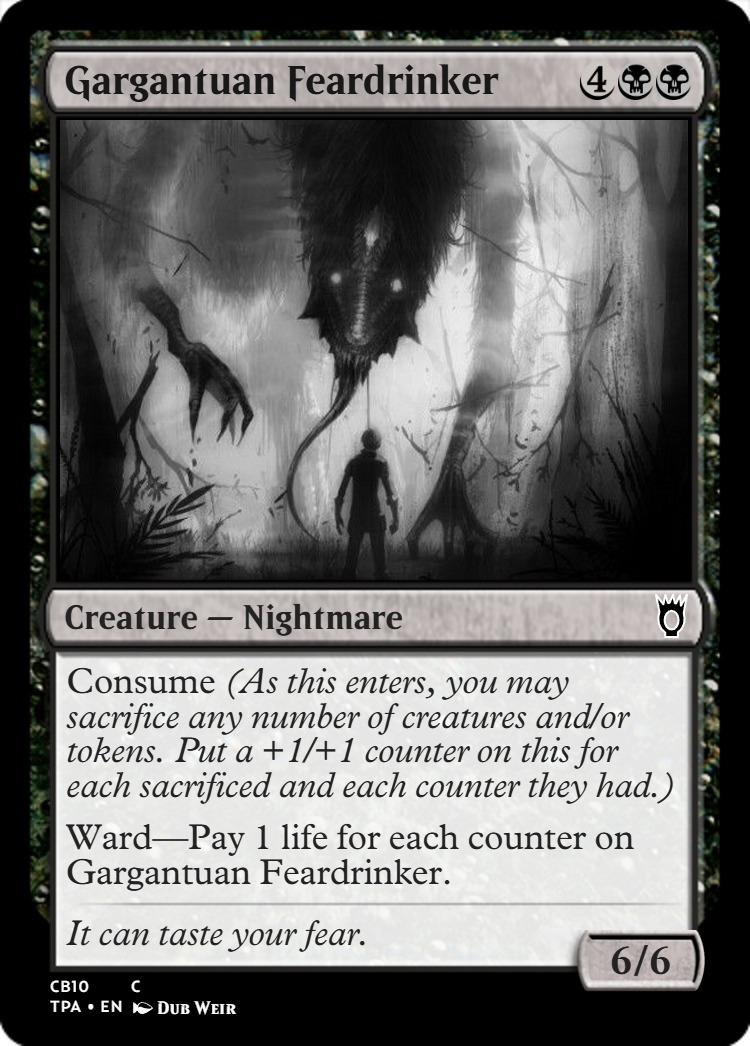 Gargantuan Feardrinker 4
Creature — Nightmare
Consume (As this enters, you may
sacrifice any number of creatures and/or
tokens. Put a +1/+1 counter on this for
each sacrificed and each counter they had.)
Ward—Pay 1 life for each counter on
Gargantuan Feardrinker.
It can taste your fear.
6/6
CB10 C
TPA • EN Dub Weir